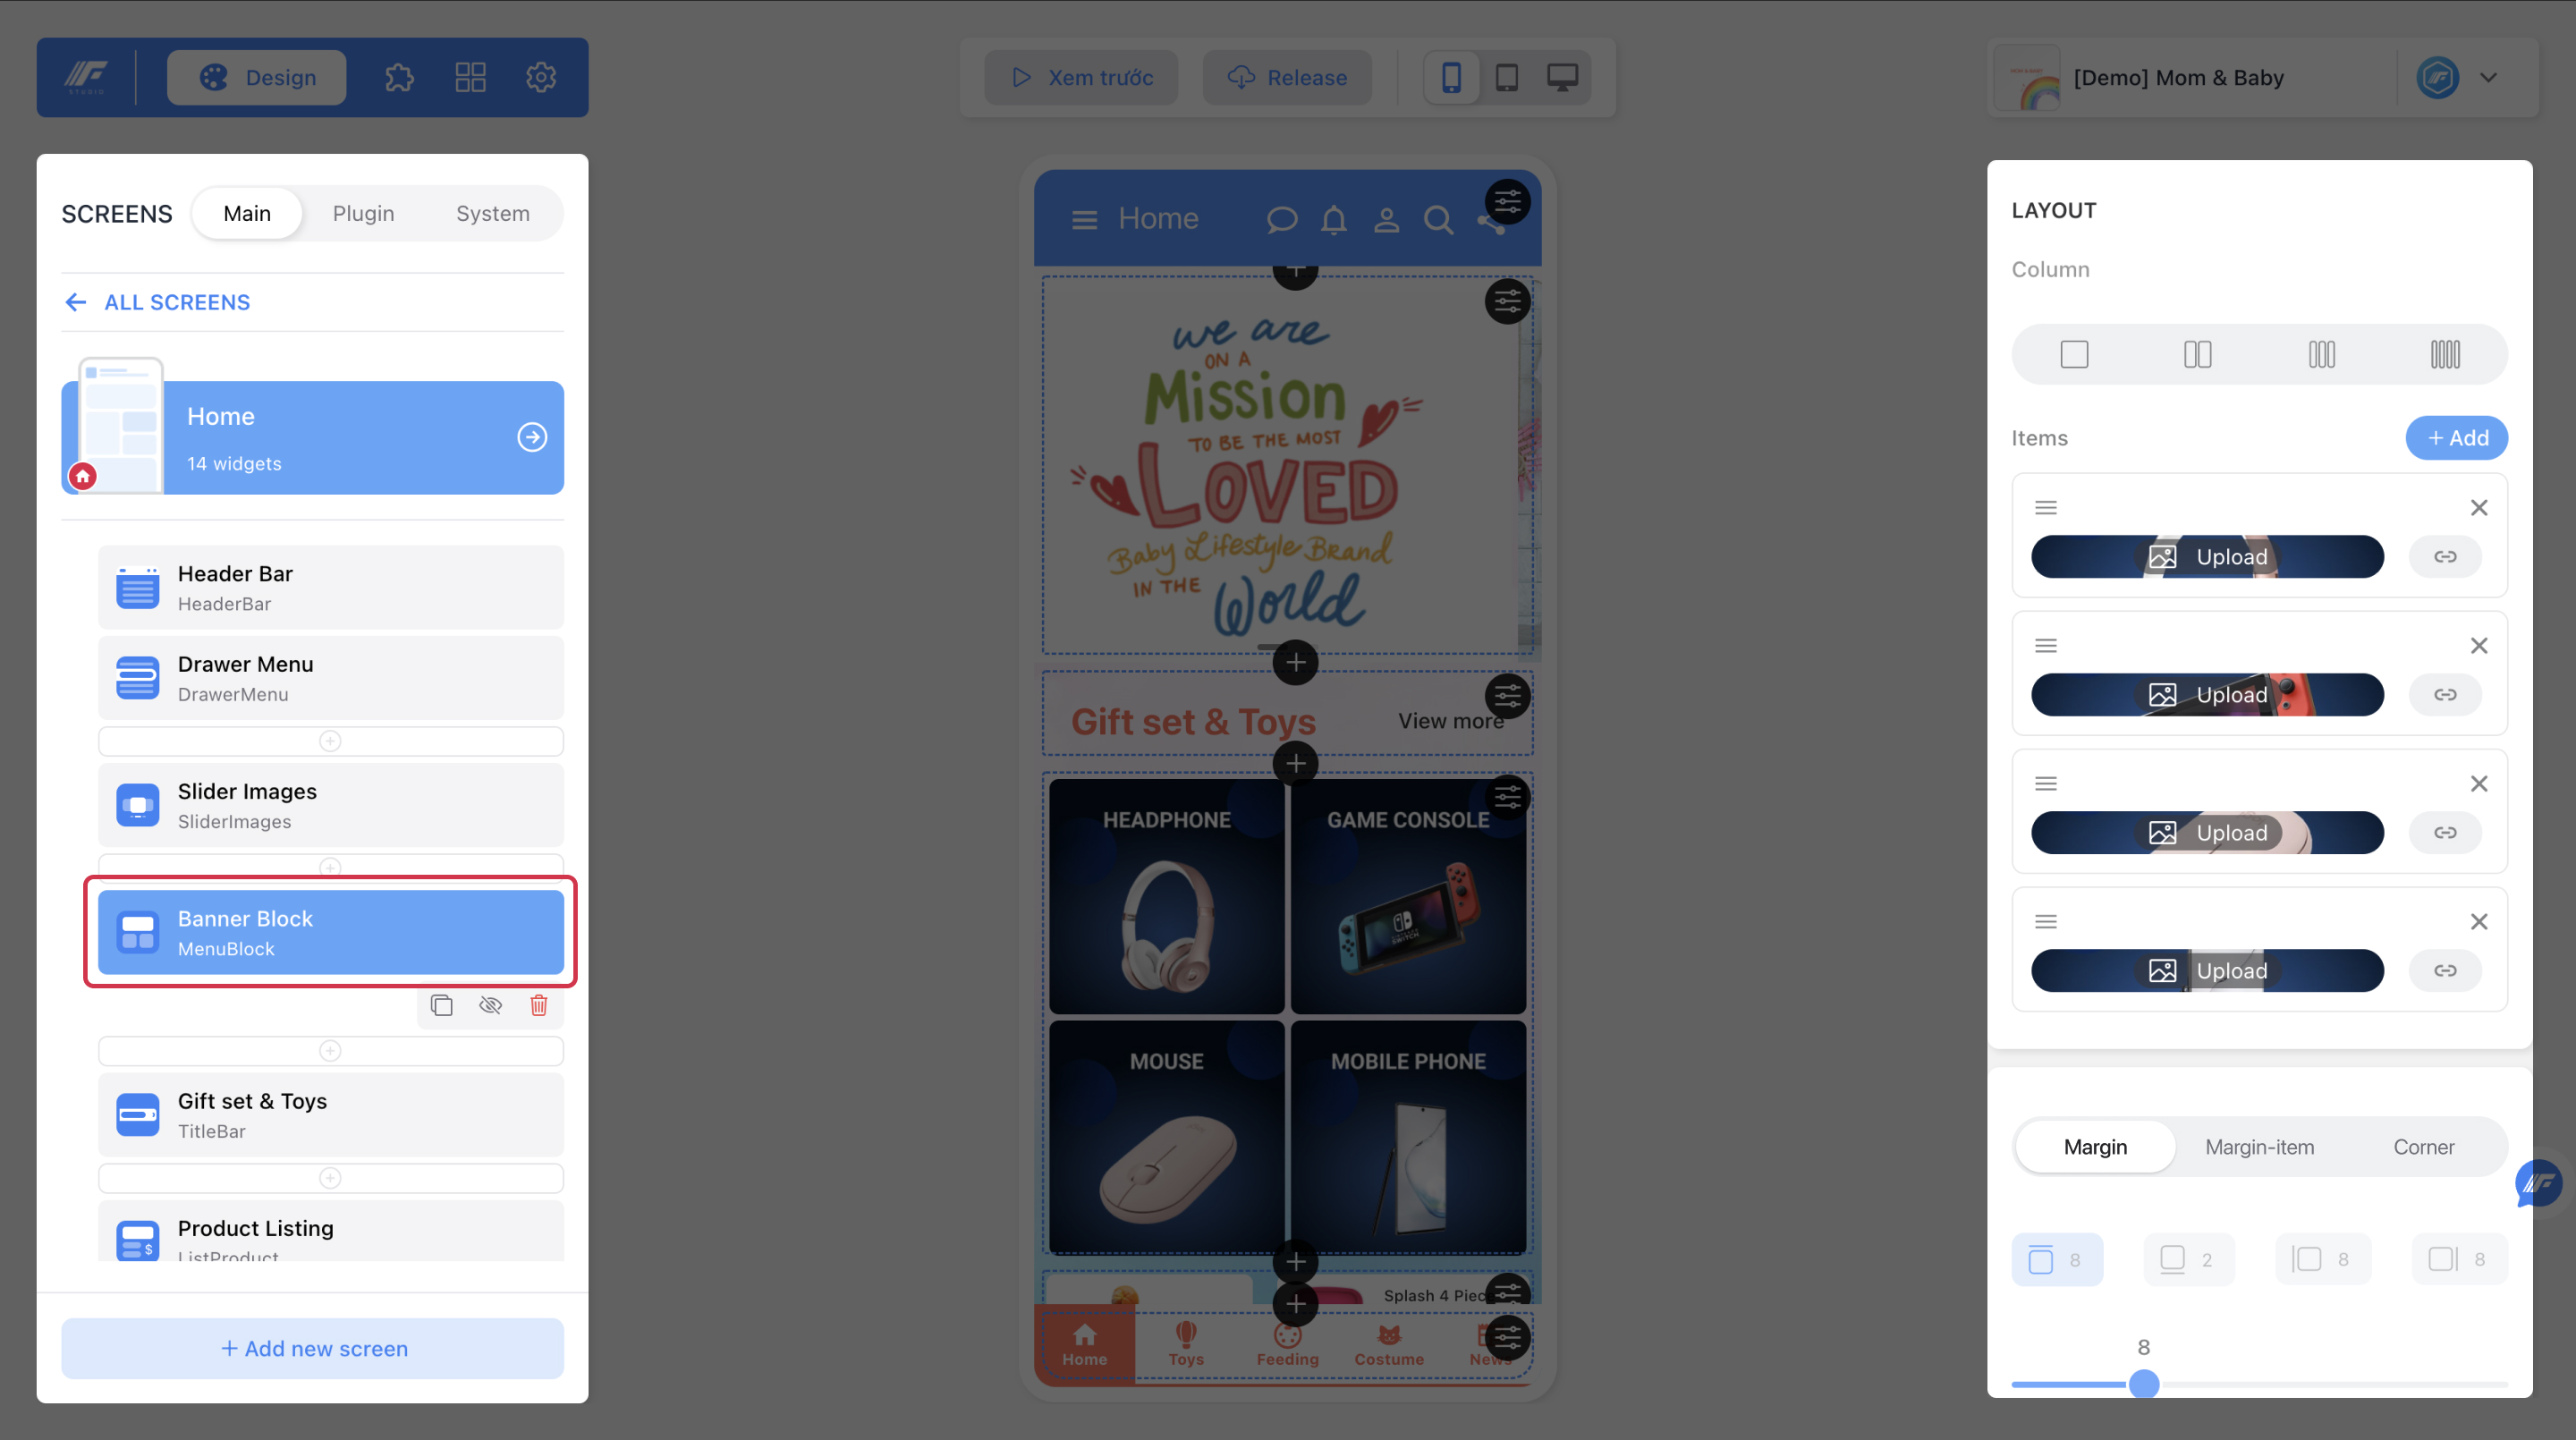 STUDIO
Design
Xem trước
Release
[Demo] Mom & Baby
SCREENS
Main
Plugin
System
ALL SCREENS
Home
14 widgets
Header Bar
HeaderBar
Drawer Menu
DrawerMenu
Slider Images
SliderImages
Banner Block
MenuBlock
Gift set & Toys
TitleBar
Product Listing
ListProduct
+ Add new screen
Home
we are
ON A
Mission
TO BE THE MOST
LOVED
Baby Lifestyle Brand
IN THE
World
Gift set & Toys
View more
HEADPHONE
GAME CONSOLE
SWITCH
MOUSE
MOBILE PHONE
Splash 4 Piec
Home
Toys
Feeding
Costume
News
LAYOUT
Column
Items
+ Add
Upload
Upload
Upload
Upload
Margin
Margin-item
Corner
8
2
8
8
8